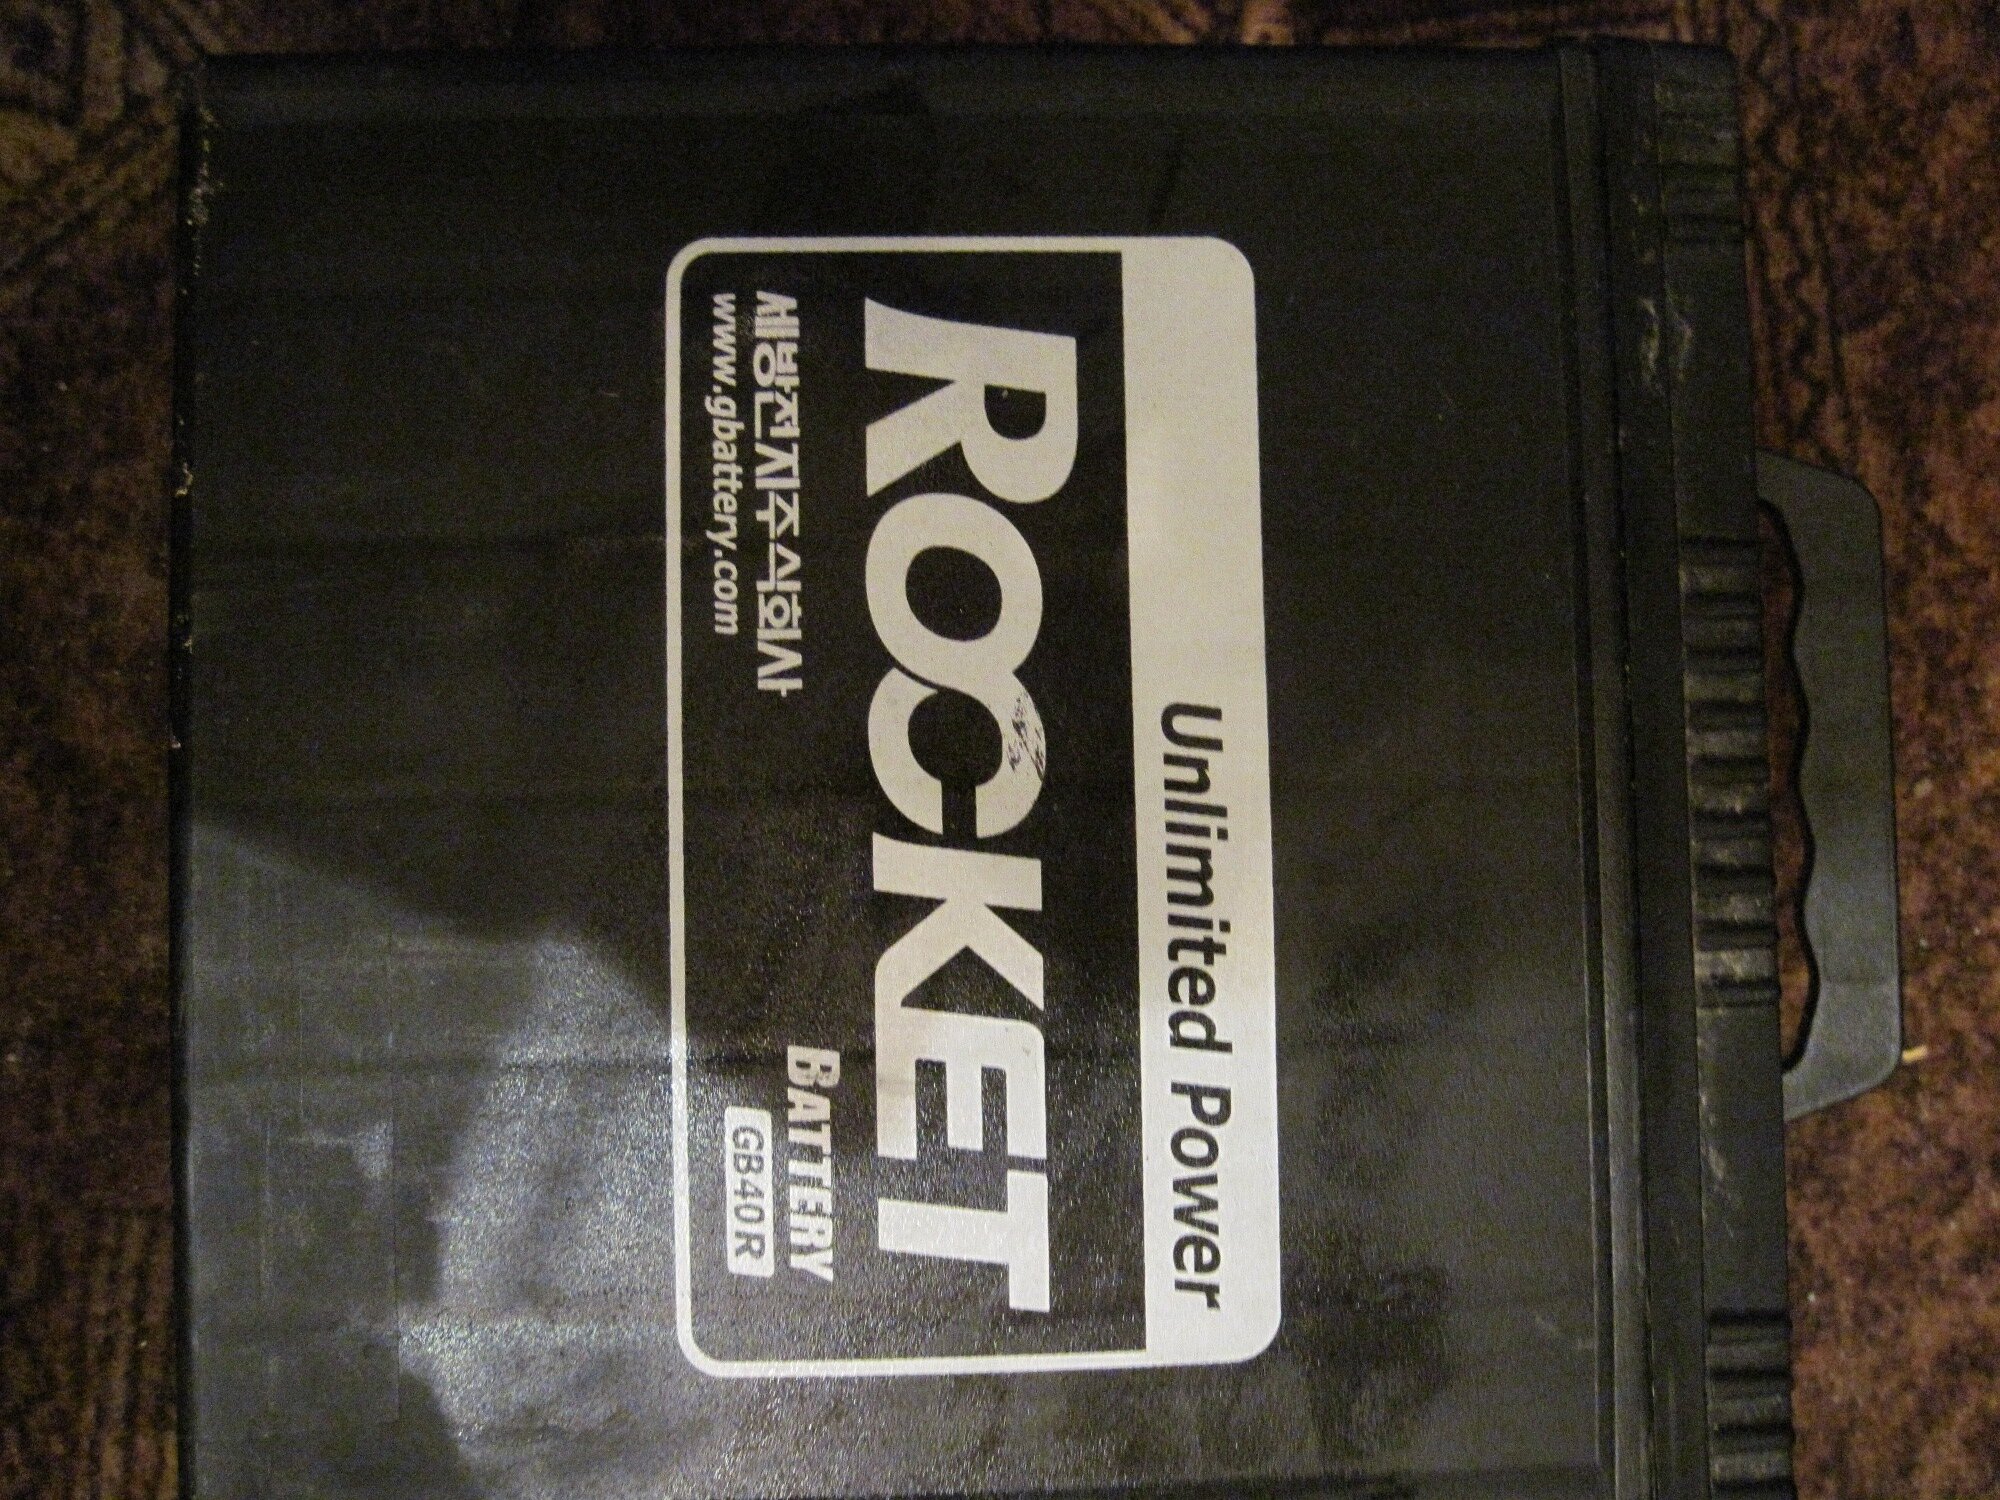 Unlimited Power
ROCKET
BATTERY
세방전지주식회사
www.gbattery.com
GB40R